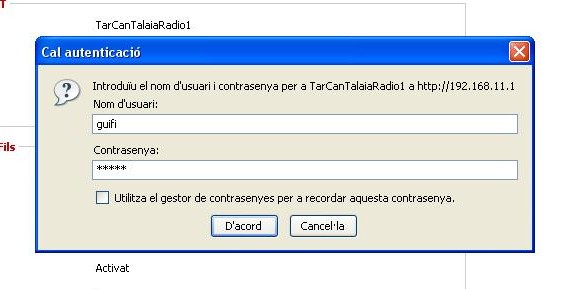 T
TarCanTalaiaRadio1
Cal autenticació
Introduïu el nom d'usuari i contrasenya per a TarCanTalaiaRadio1 a http://192.168.11.1
Nom d'usuari:
guifi
Contrasenya:
*****
Fils
Utilitza el gestor de contrasenyes per a recordar aquesta contrasenya.
D'acord
Cancel·la
Activat